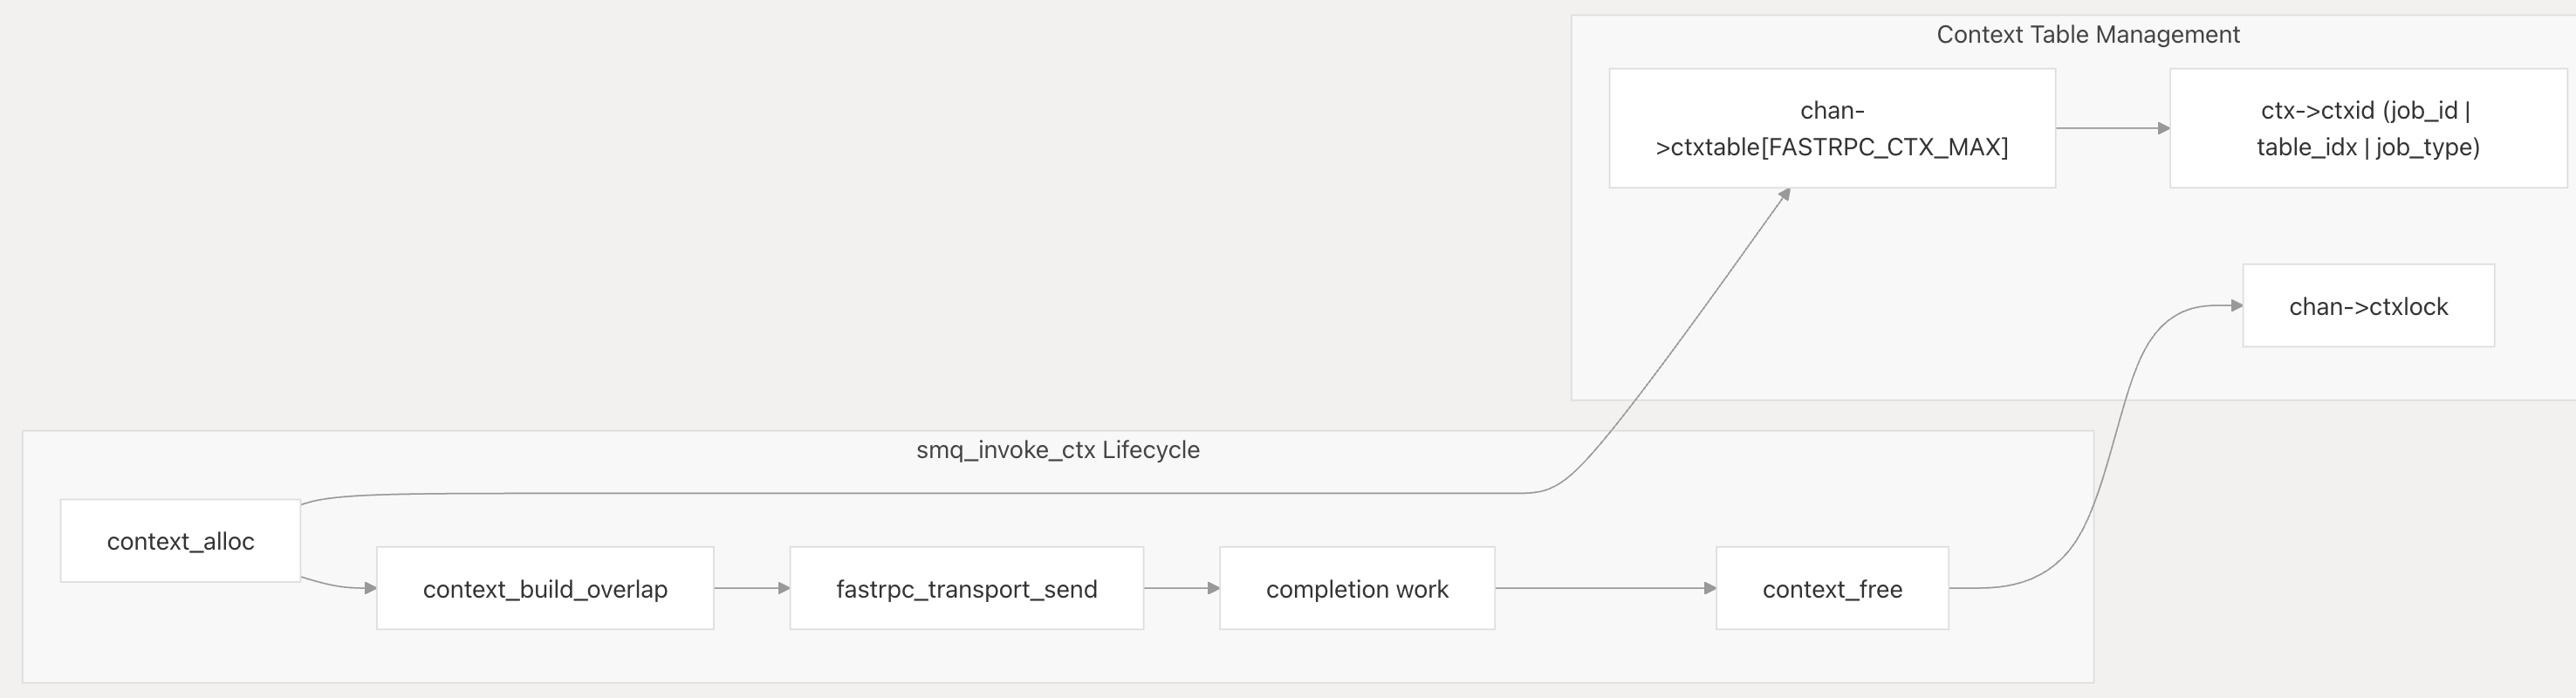 Context Table Management
chan-
>ctxtable[FASTRPC_CTX_MAX]
ctx->ctxid (job_id |
table_idx | job_type)
chan->ctxlock
smq_invoke_ctx Lifecycle
context_alloc
context_build_overlap
fastrpc_transport_send
completion work
context_free